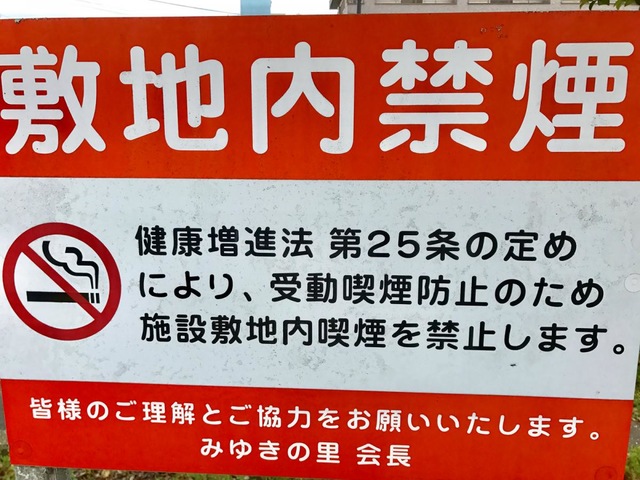 敷地内禁煙
健康増進法 第25条の定め
により、受動喫煙防止のため
施設敷地内喫煙を禁止します。
皆様のご理解とご協力をお願いいたします。
みゆきの里 会長